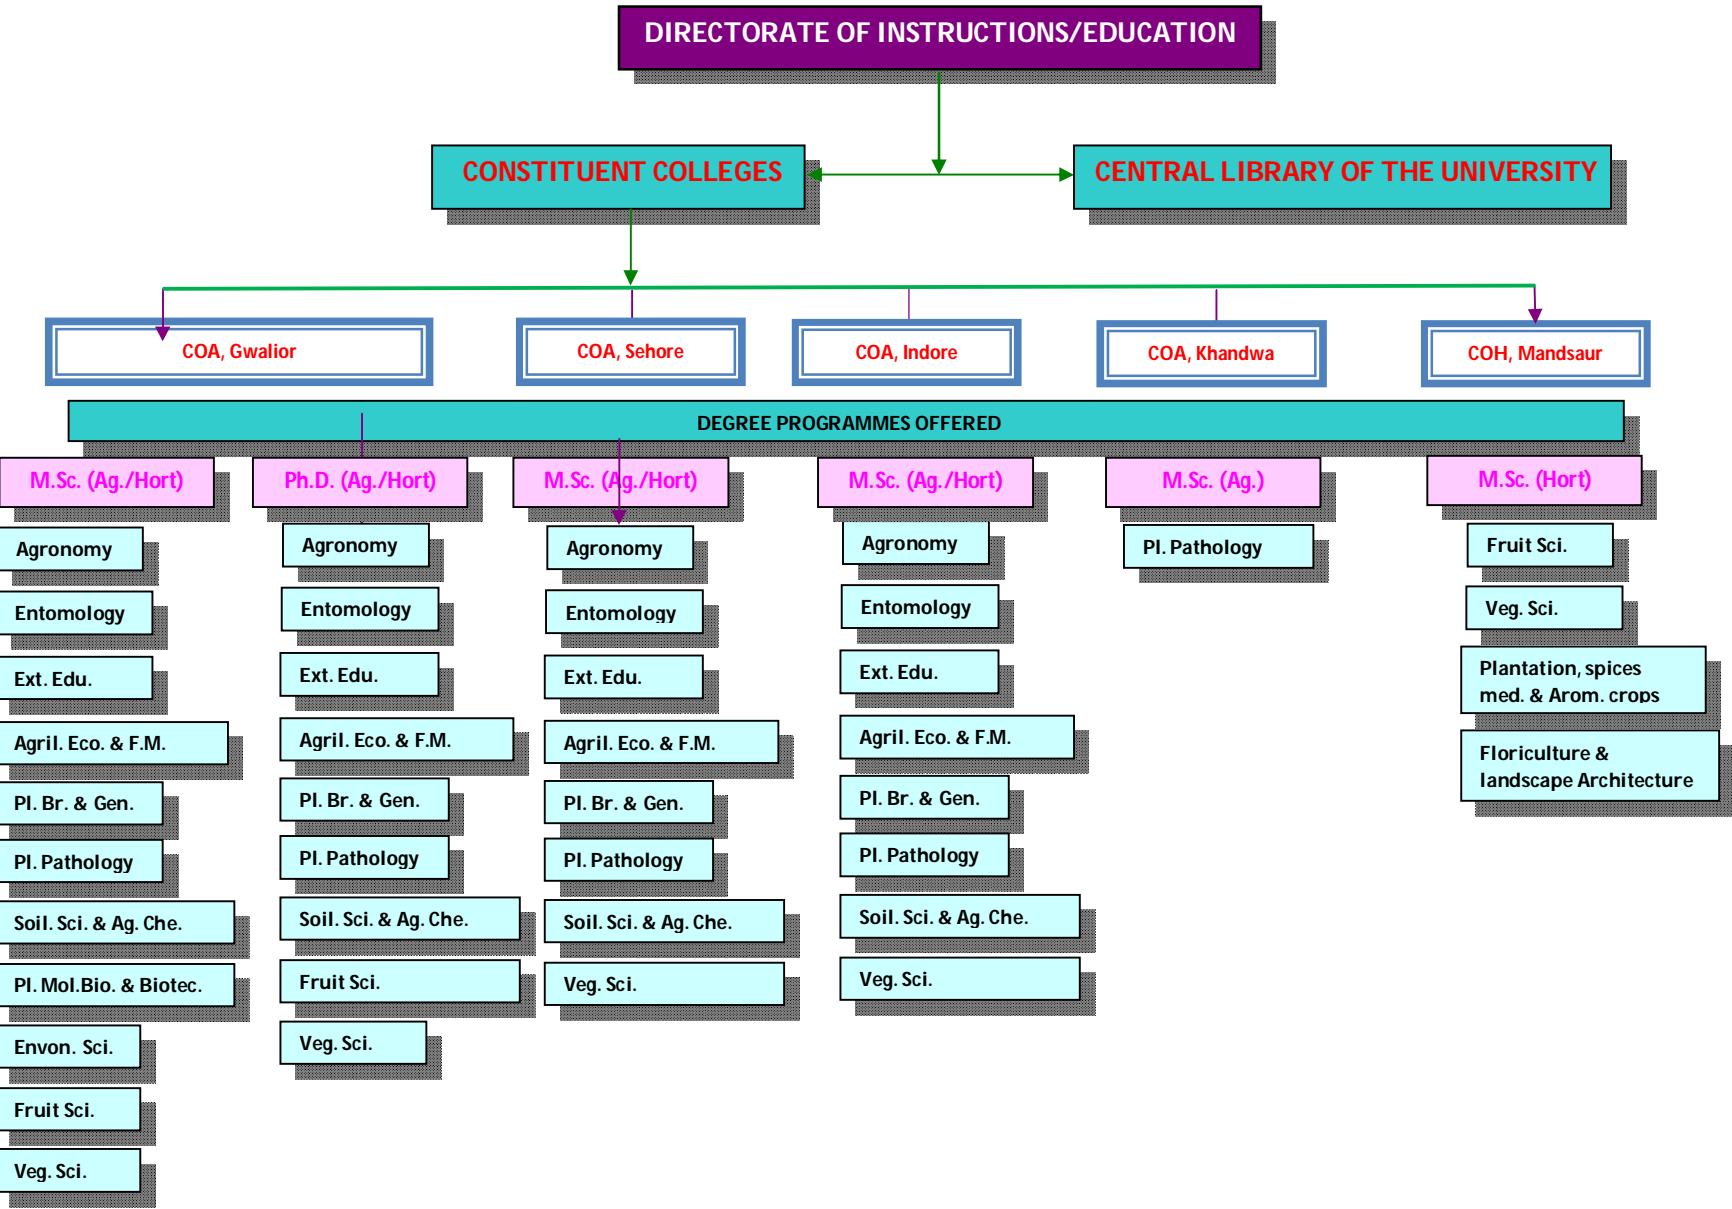 DIRECTORATE OF INSTRUCTIONS/EDUCATION
CONSTITUENT COLLEGES
CENTRAL LIBRARY OF THE UNIVERSITY
COA, Gwalior
COA, Sehore
COA, Indore
COA, Khandwa
COH, Mandsaur
DEGREE PROGRAMMES OFFERED
M.Sc. (Ag./Hort)
Agronomy
Entomology
Ext. Edu.
Agril. Eco. & F.M.
Pl. Br. & Gen.
Pl. Pathology
Soil. Sci. & Ag. Che.
Pl. Mol.Bio. & Biotec.
Envon. Sci.
Fruit Sci.
Veg. Sci.
Ph.D. (Ag./Hort)
Agronomy
Entomology
Ext. Edu.
Agril. Eco. & F.M.
Pl. Br. & Gen.
Pl. Pathology
Soil. Sci. & Ag. Che.
Fruit Sci.
Veg. Sci.
M.Sc. (Ag./Hort)
Agronomy
Entomology
Ext. Edu.
Agril. Eco. & F.M.
Pl. Br. & Gen.
Pl. Pathology
Soil. Sci. & Ag. Che.
Veg. Sci.
M.Sc. (Ag./Hort)
Agronomy
Entomology
Ext. Edu.
Agril. Eco. & F.M.
Pl. Br. & Gen.
Pl. Pathology
Soil. Sci. & Ag. Che.
Veg. Sci.
M.Sc. (Ag.)
Pl. Pathology
M.Sc. (Hort)
Fruit Sci.
Veg. Sci.
Plantation, spices
med. & Arom. crops
Floriculture &
landscape Architecture